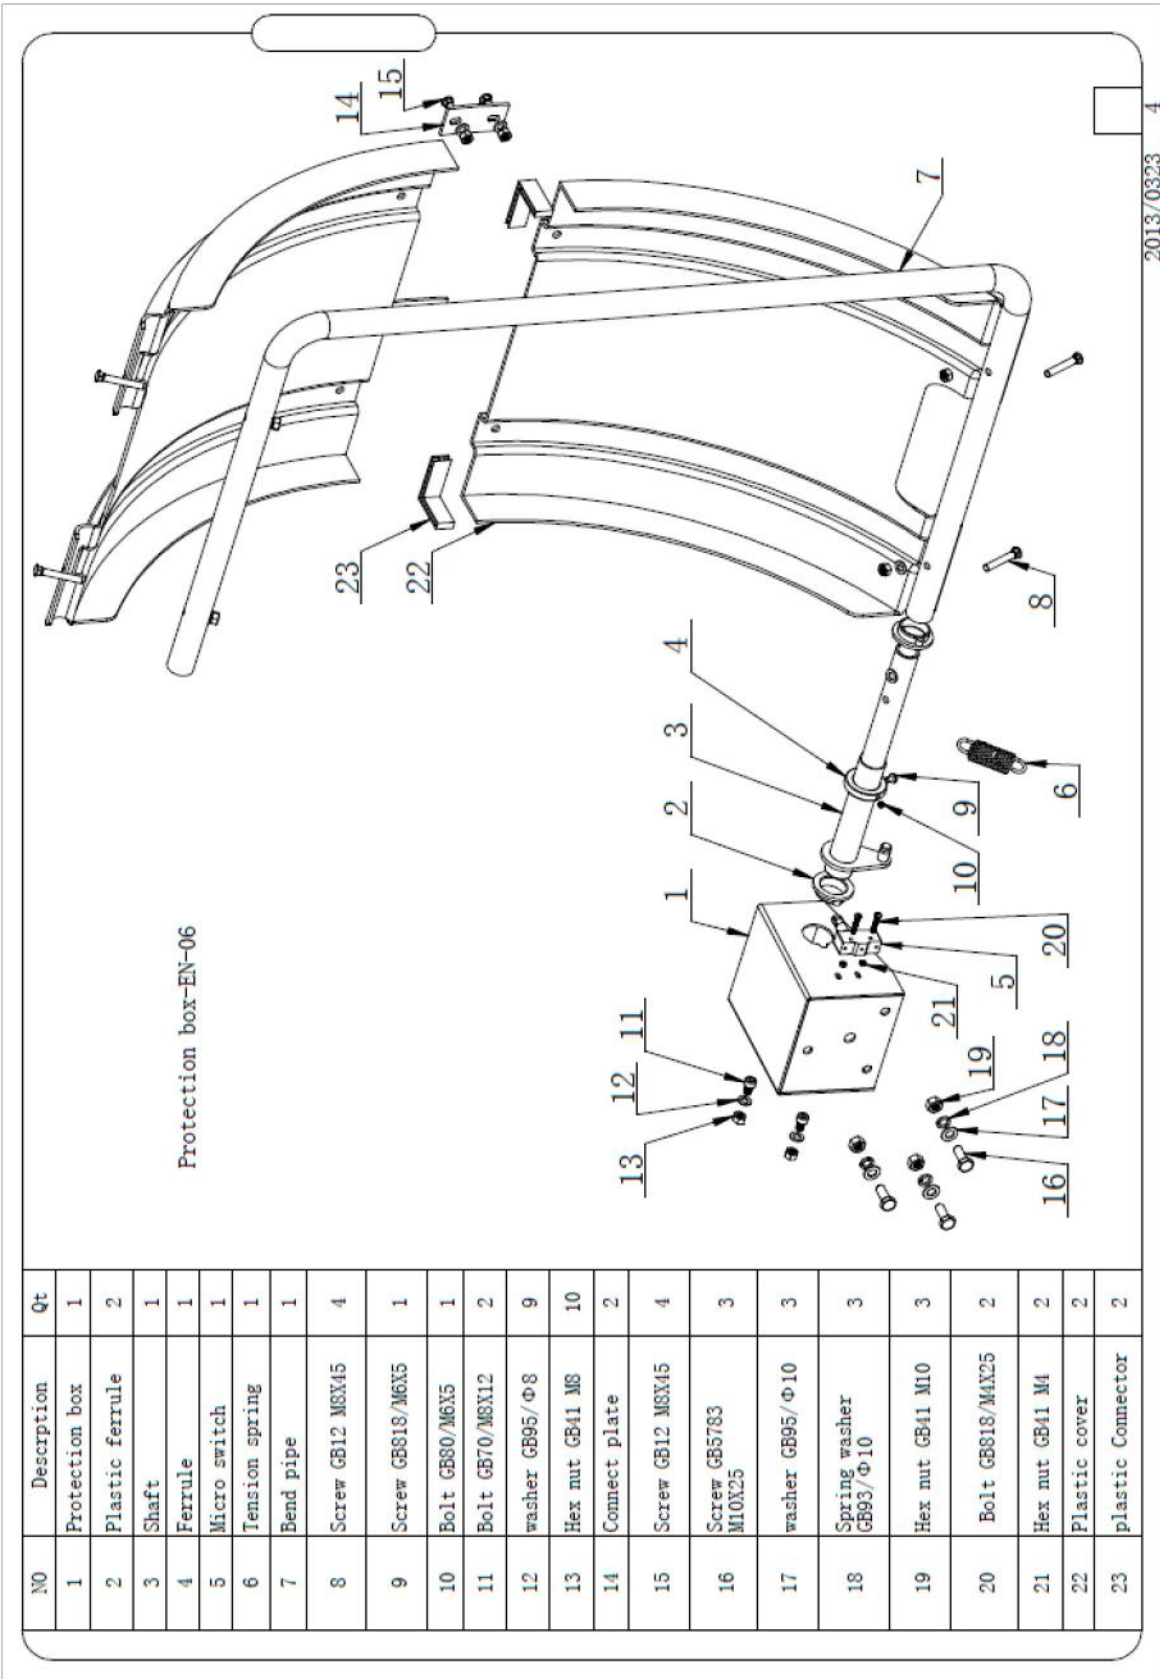 Protection box-EN-06
14
15
7
23
22
8
4
3
2
1
6
9
10
20
5
21
11
12
13
19
18
17
16
2013/0323 4
NO Descrption Qt
1 Protection box 1
2 Plastic ferrule 2
3 Shaft 1
4 Ferrule 1
5 Micro switch 1
6 Tension spring 1
7 Bend pipe 1
8 Screw GB12 M8X45 4
9 Screw GB818/M6X5 1
10 Bolt GB80/M6X5 1
11 Bolt GB70/M8X12 2
12 washer GB95/Φ8 9
13 Hex nut GB41 M8 10
14 Connect plate 2
15 Screw GB12 M8X45 4
16 Screw GB5783 3
M10X25
17 washer GB95/Φ10 3
18 Spring washer 3
GB93/Φ10
19 Hex nut GB41 M10 3
20 Bolt GB818/M4X25 2
21 Hex nut GB41 M4 2
22 Plastic cover 2
23 plastic Connector 2